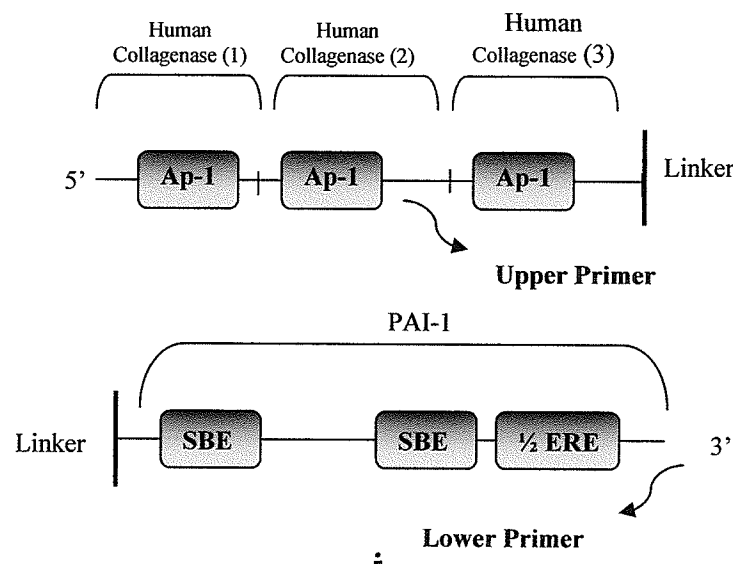 Human
Collagenase (1)
Human
Collagenase (2)
Human
Collagenase (3)
5’
Ap-1
Ap-1
Ap-1
Linker
Upper Primer
PAI-1
Linker
SBE
SBE
½ ERE
3’
Lower Primer